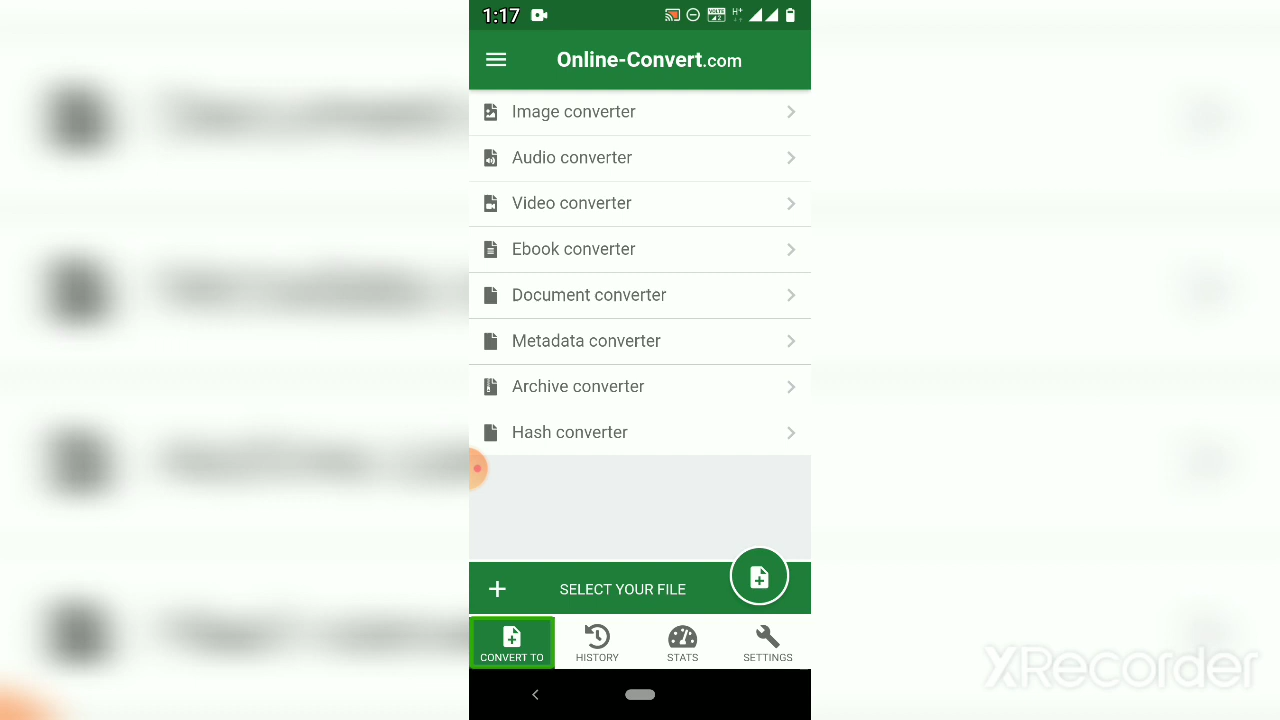 1:17
VOLTE
H+
Online-Convert.com
Image converter
Audio converter
Video converter
Ebook converter
Document converter
Metadata converter
Archive converter
Hash converter
SELECT YOUR FILE
CONVERT TO HISTORY STATS SETTINGS
XRecorder